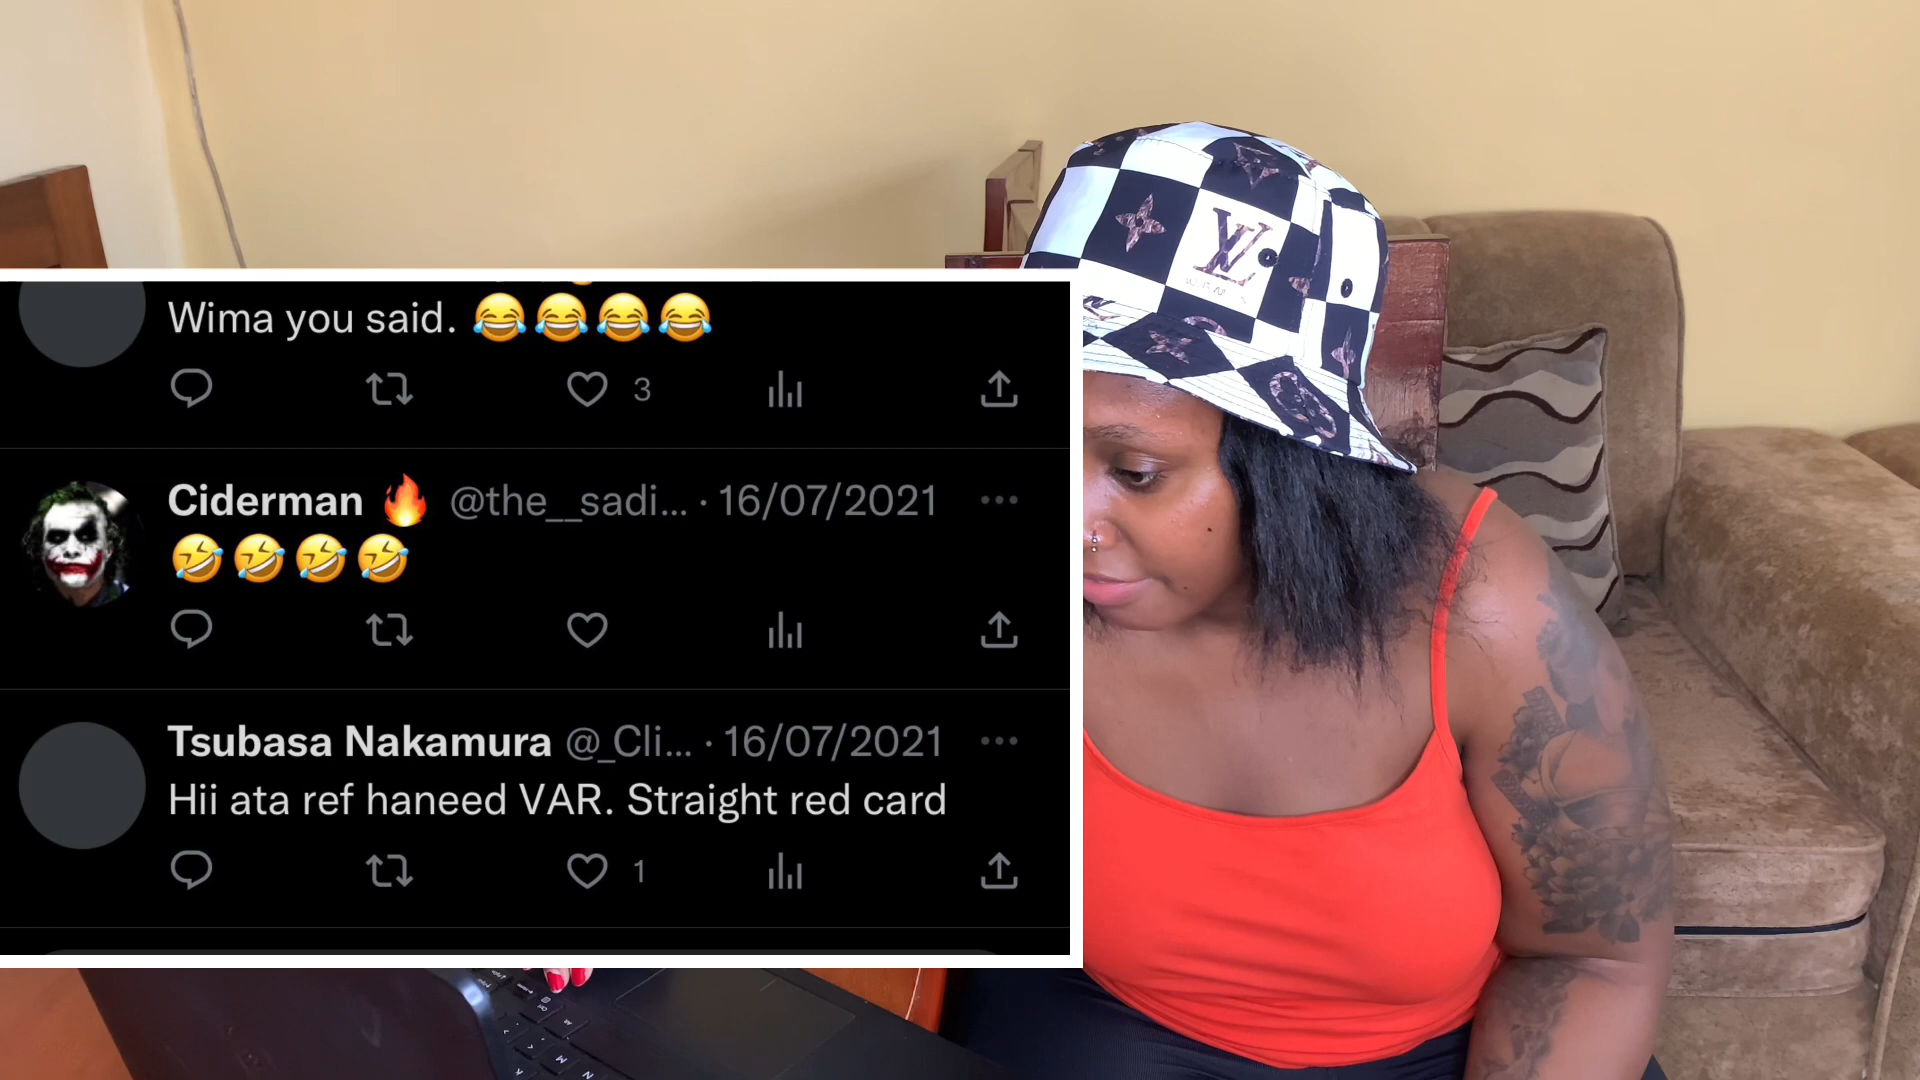 Wima you said. 😂😂😂😂
3
Ciderman 🔥 @the__sadi... · 16/07/2021
🤣🤣🤣🤣
Tsubasa Nakamura @_Cli... · 16/07/2021
Hii ata ref haneed VAR. Straight red card
1
LV